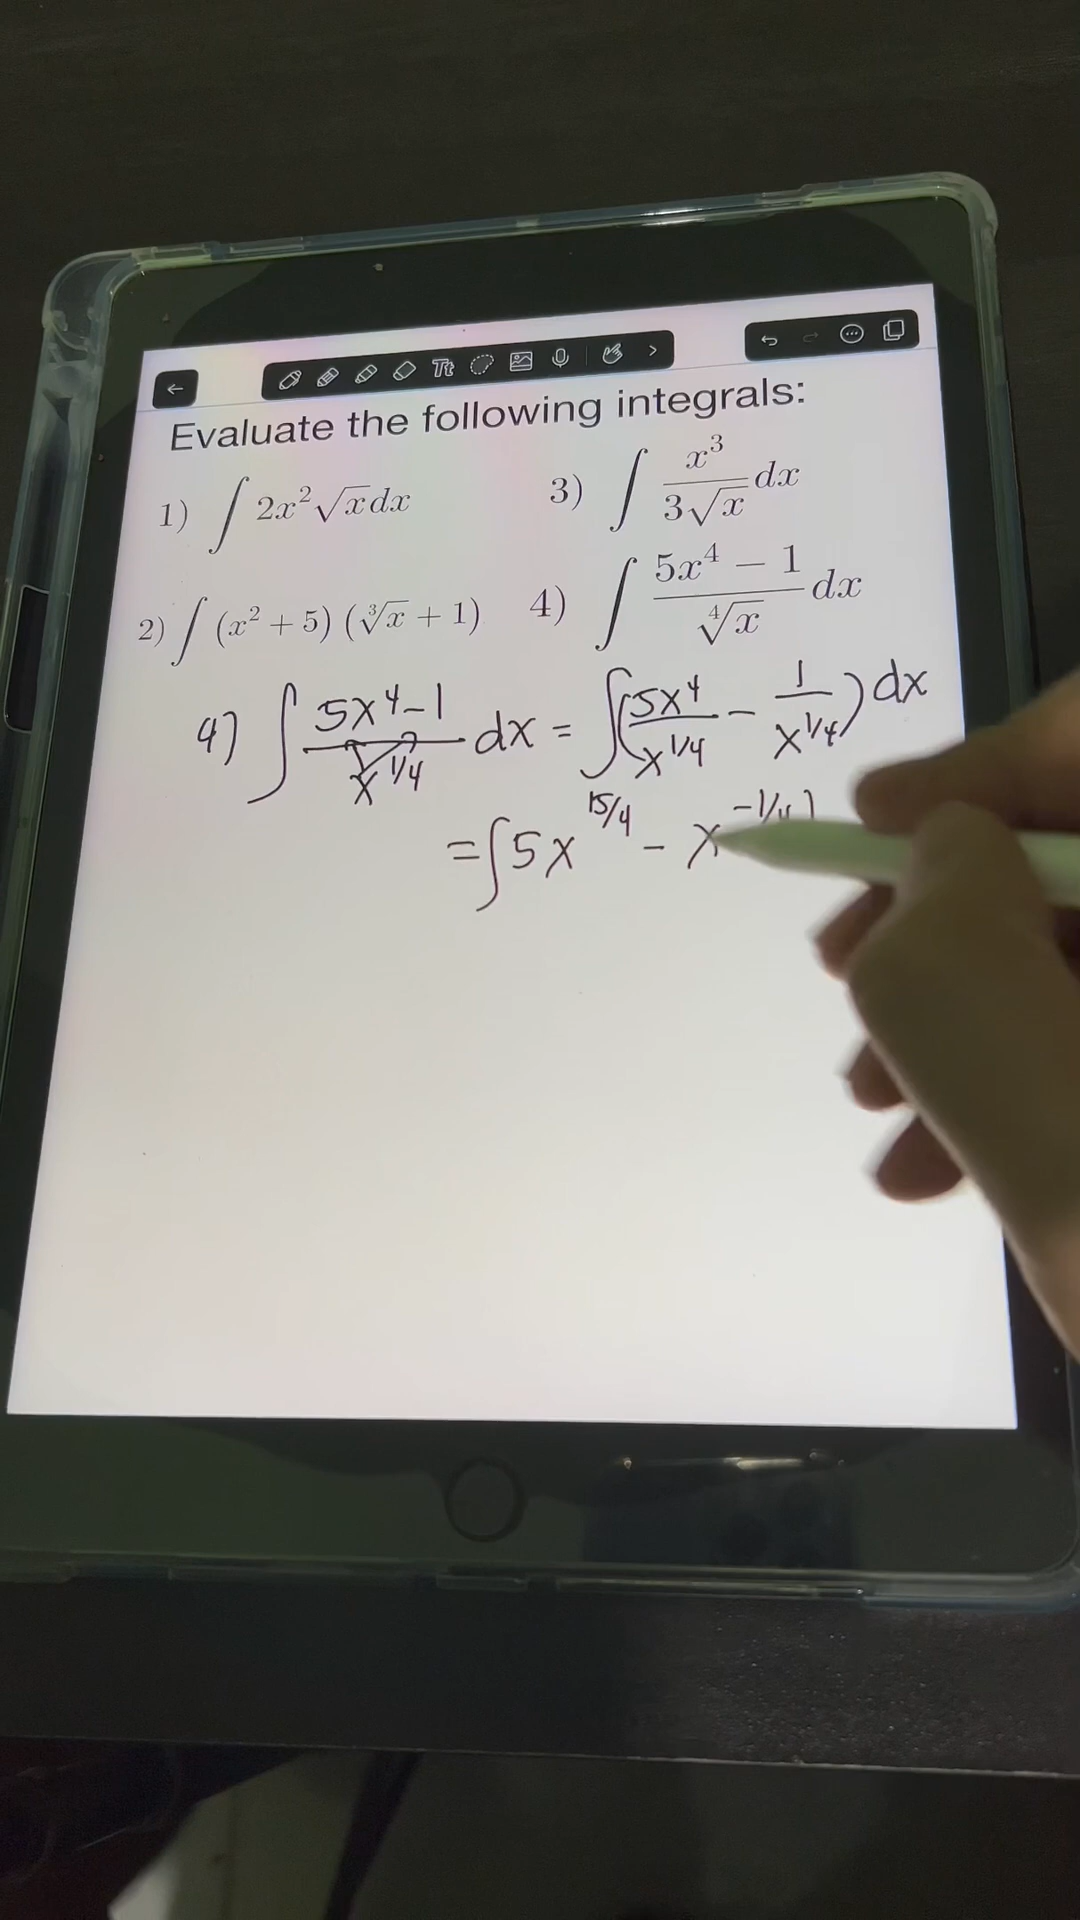 Evaluate the following integrals:
1) ∫ 2x² √x dx
3) ∫ x³ / 3√x dx
2) ∫ (x² + 5) (∛x + 1)
4) ∫ (5x⁴ − 1) / ∜x dx
4) ∫ (5x⁴−1) / x^(1/4) dx = ∫(5x⁴ / x^(1/4) − 1 / x^(1/4)) dx
= ∫5x^(15/4) − x^(-1/4)